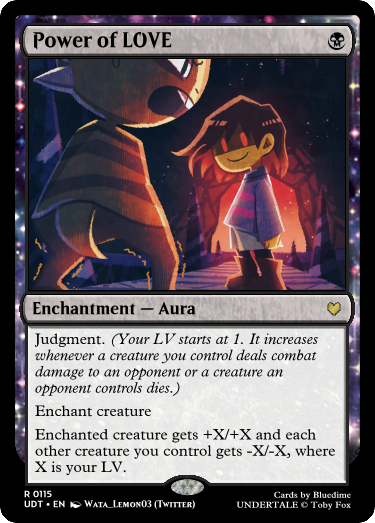 Power of LOVE
Enchantment — Aura
Judgment. (Your LV starts at 1. It increases
whenever a creature you control deals combat
damage to an opponent or a creature an
opponent controls dies.)
Enchant creature
Enchanted creature gets +X/+X and each
other creature you control gets -X/-X, where
X is your LV.
R 0115
UDT • EN Wata_Lemon03 (Twitter)
Cards by Bluedime
UNDERTALE © Toby Fox